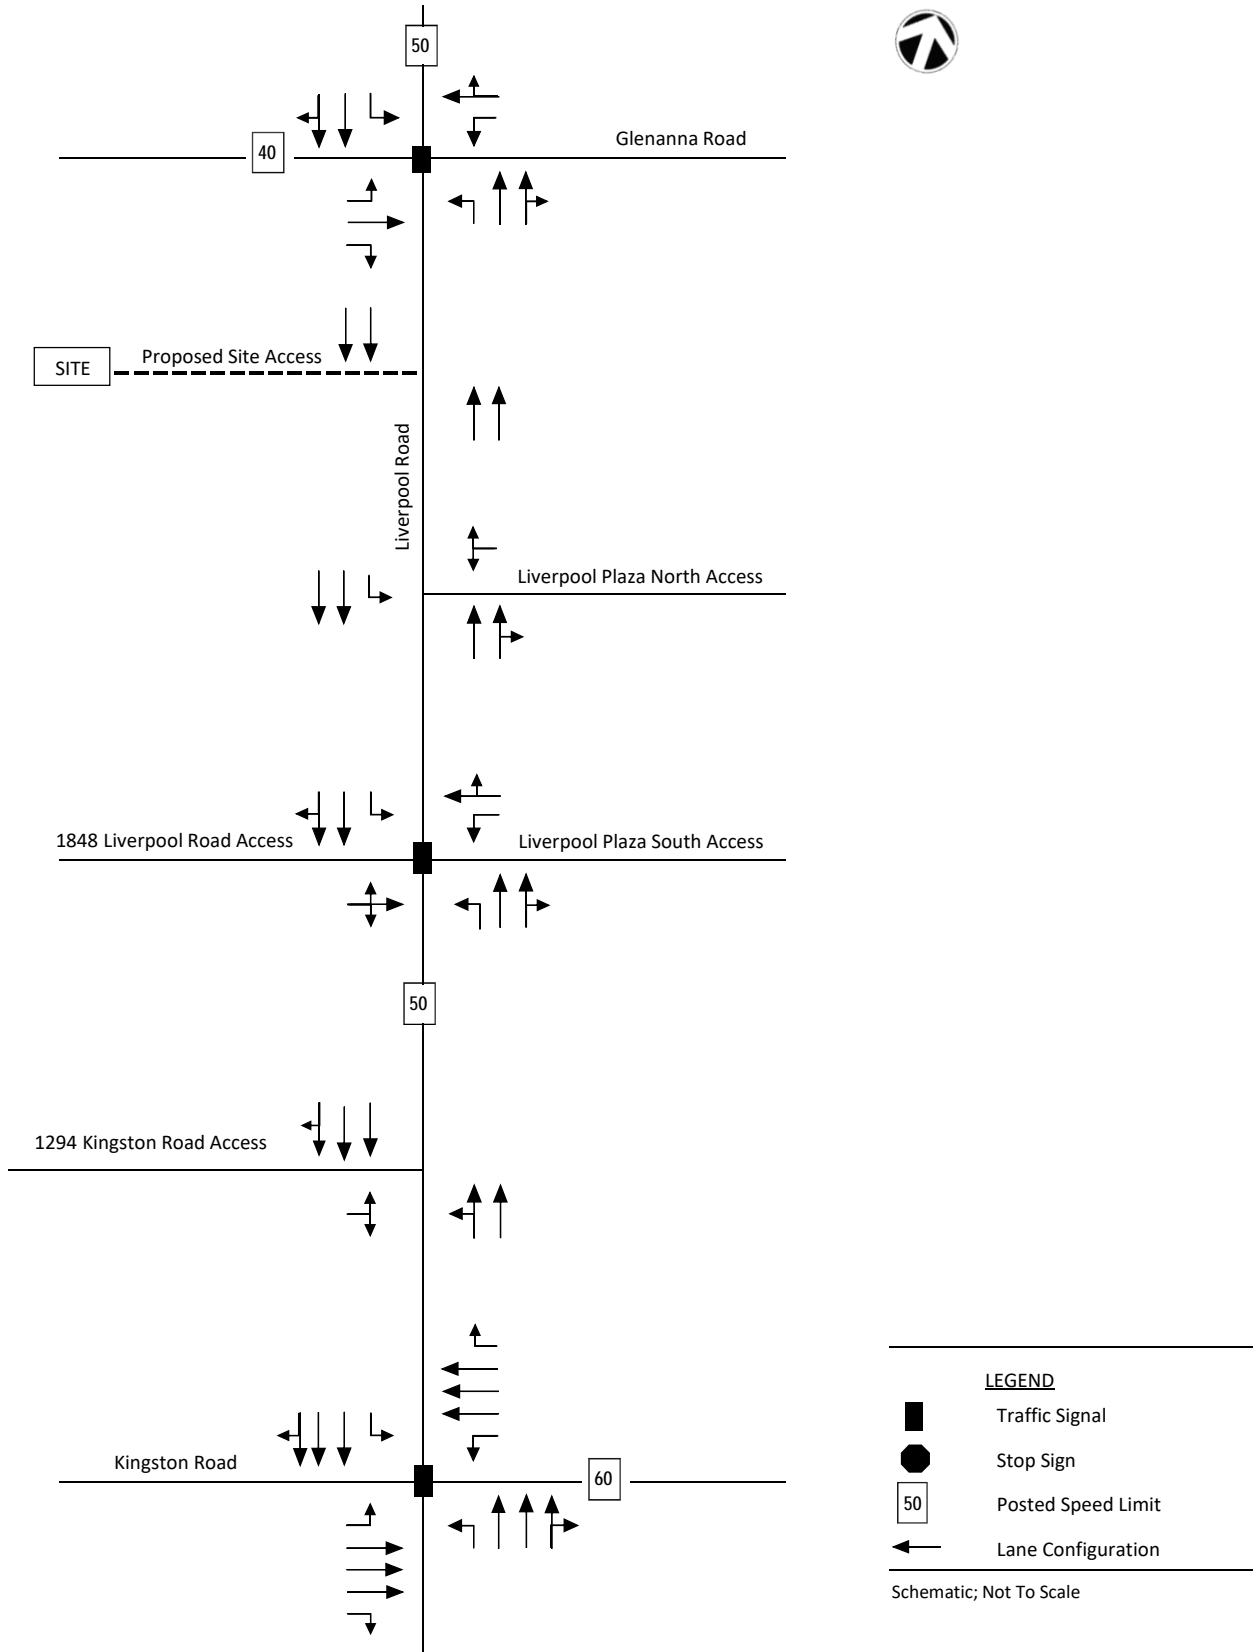 50
40
Glenanna Road
SITE
Proposed Site Access
Liverpool Road
Liverpool Plaza North Access
1848 Liverpool Road Access
Liverpool Plaza South Access
50
1294 Kingston Road Access
Kingston Road
60
LEGEND
Traffic Signal
Stop Sign
50
Posted Speed Limit
Lane Configuration
Schematic; Not To Scale